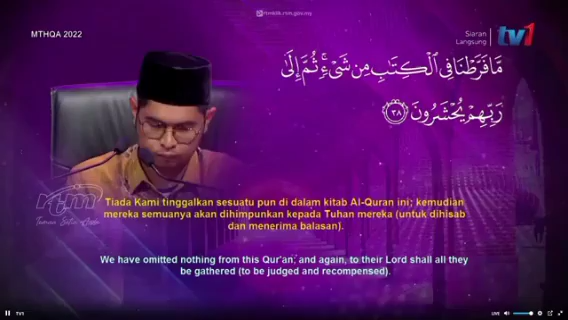 MTHQA 2022
Siaran
Langsung
tv1
مَّا فَرَّطْنَا فِى ٱلْكِتَٰبِ مِن شَىْءٍ ۚ ثُمَّ إِلَىٰ
رَبِّهِمْ يُحْشَرُونَ ٣٨
rtm
Tiada Kami tinggalkan sesuatu pun di dalam kitab Al-Quran ini; kemudian
mereka semuanya akan dihimpunkan kepada Tuhan mereka (untuk dihisab
dan menerima balasan).
We have omitted nothing from this Qur'an, and again, to their Lord shall all they
be gathered (to be judged and recompensed).
TV1
LIVE